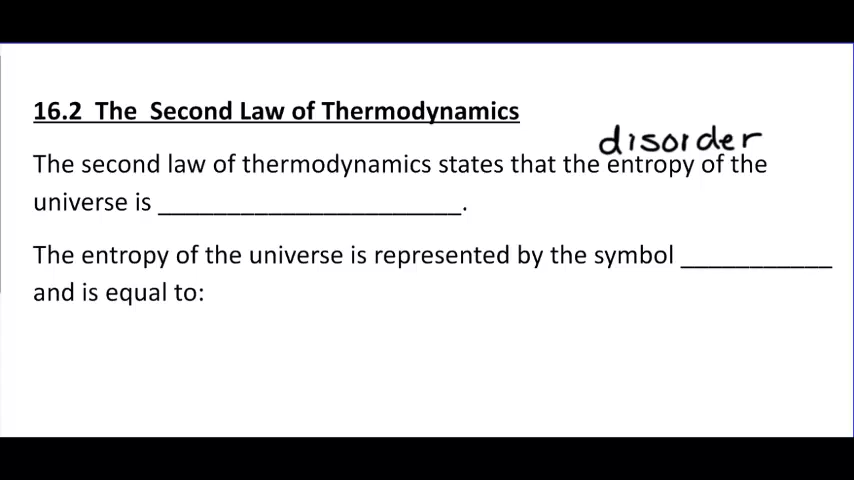 16.2 The Second Law of Thermodynamics
disorder
The second law of thermodynamics states that the entropy of the
universe is ______________________.
The entropy of the universe is represented by the symbol ___________
and is equal to: